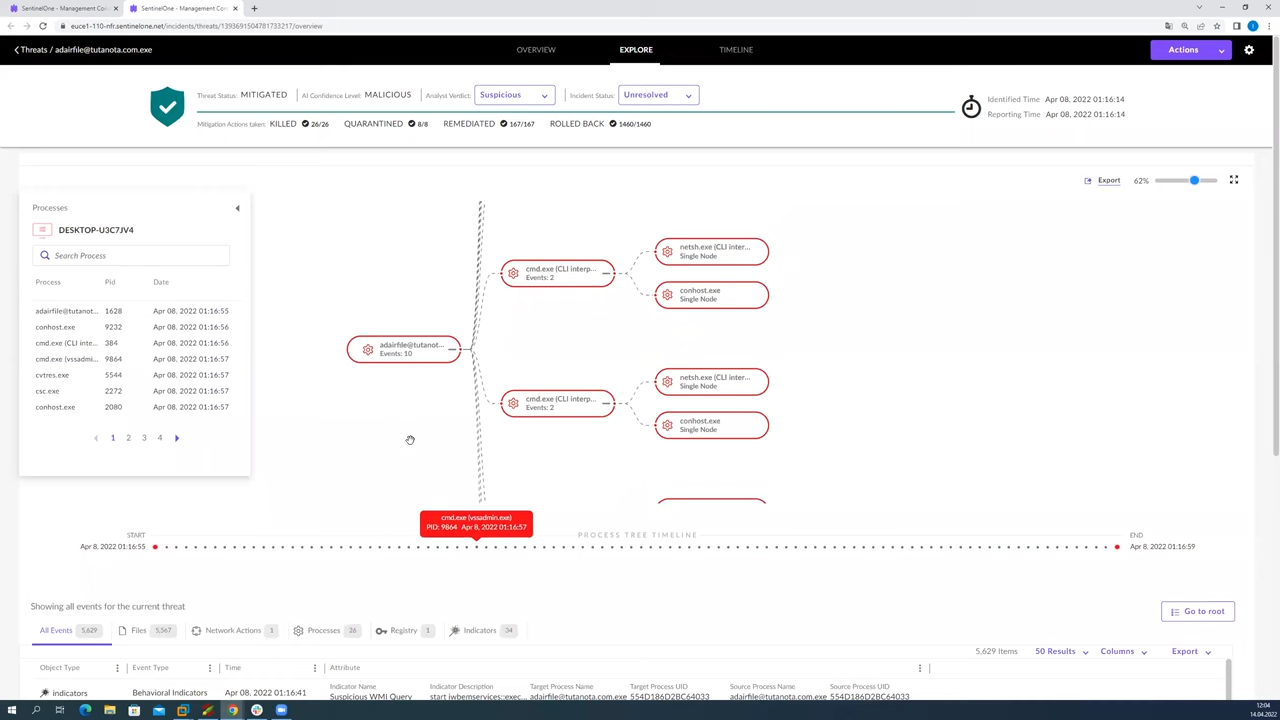 SentinelOne - Management Co
SentinelOne - Management Con
euce1-110-nfr.sentinelone.net/incidents/threats/1393691504781733217/overview
Threats / adairfile@tutanota.com.exe
OVERVIEW
EXPLORE
TIMELINE
Actions
Threat Status: MITIGATED
AI Confidence Level: MALICIOUS
Analyst Verdict:
Suspicious
Incident Status:
Unresolved
Mitigation Actions taken: KILLED 26/26 QUARANTINED 8/8 REMEDIATED 167/167 ROLLED BACK 1460/1460
Identified Time Apr 08, 2022 01:16:14
Reporting Time Apr 08, 2022 01:16:14
Export
62%
Processes
DESKTOP-U3C7JV4
Search Process
Process Pid Date
adairfile@tutanot... 1628 Apr 08, 2022 01:16:55
conhost.exe 9232 Apr 08, 2022 01:16:56
cmd.exe (CLI inte... 384 Apr 08, 2022 01:16:56
cmd.exe (vssadmi... 9864 Apr 08, 2022 01:16:57
cvtres.exe 5544 Apr 08, 2022 01:16:57
csc.exe 2272 Apr 08, 2022 01:16:57
conhost.exe 2080 Apr 08, 2022 01:16:57
1 2 3 4
adairfile@tutanot...
Events: 10
cmd.exe (CLI interp...
Events: 2
netsh.exe (CLI inter...
Single Node
conhost.exe
Single Node
cmd.exe (CLI interp...
Events: 2
netsh.exe (CLI inter...
Single Node
conhost.exe
Single Node
cmd.exe (vssadmin.exe)
PID: 9864 Apr 8, 2022 01:16:57
START
Apr 8, 2022 01:16:55
PROCESS TREE TIMELINE
END
Apr 8, 2022 01:16:59
Showing all events for the current threat
Go to root
All Events 5,629
Files 5,567
Network Actions 1
Processes 26
Registry 1
Indicators 34
5,629 Items
50 Results
Columns
Export
Object Type
Event Type
Time
Attribute
indicators
Behavioral Indicators
Apr 08, 2022 01:16:41
Indicator Name
Suspicious WMI Query
Indicator Description
start iwbemservices::exec...
Target Process Name
adairfile@tutanota.com.exe
Target Process UID
554D186D2BC64033
Source Process Name
adairfile@tutanota.com.exe
Source Process UID
554D186D2BC64033
12:04
14.04.2022